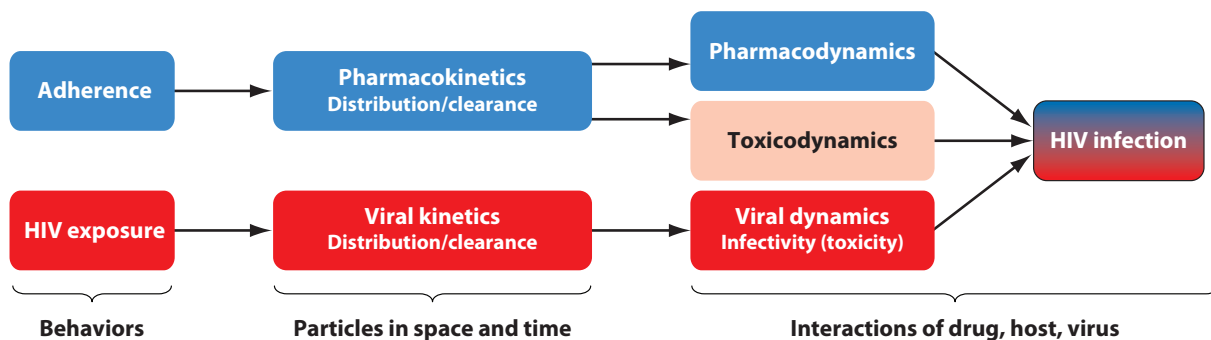 Adherence
Pharmacokinetics
Distribution/clearance
Pharmacodynamics
Toxicodynamics
HIV infection
HIV exposure
Viral kinetics
Distribution/clearance
Viral dynamics
Infectivity (toxicity)
Behaviors
Particles in space and time
Interactions of drug, host, virus